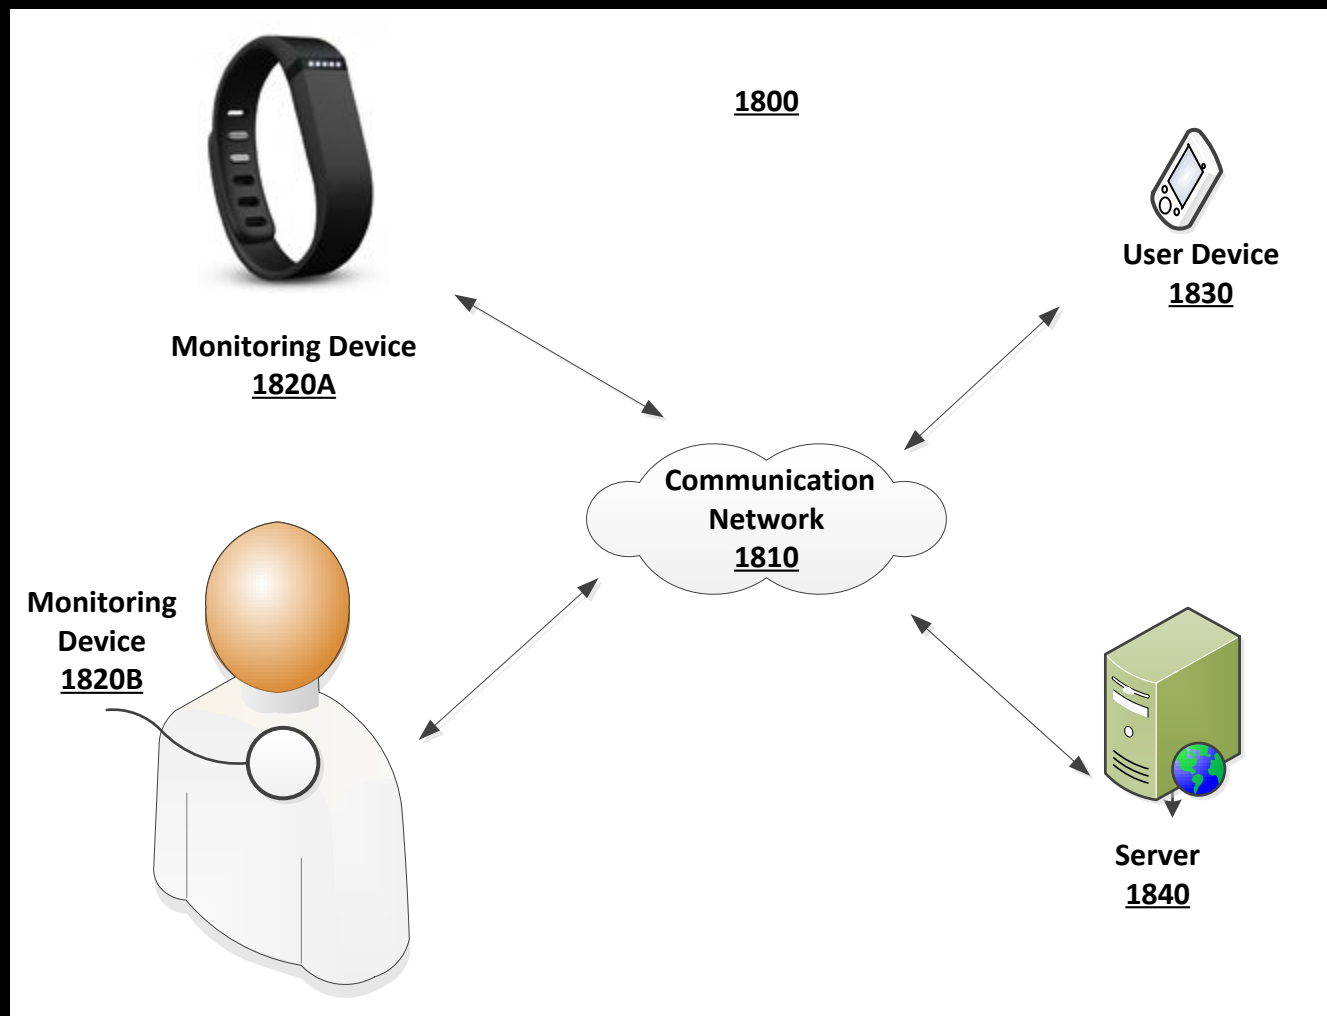 1800
User Device
1830
Monitoring Device
1820A
Communication
Network
1810
Monitoring
Device
1820B
Server
1840